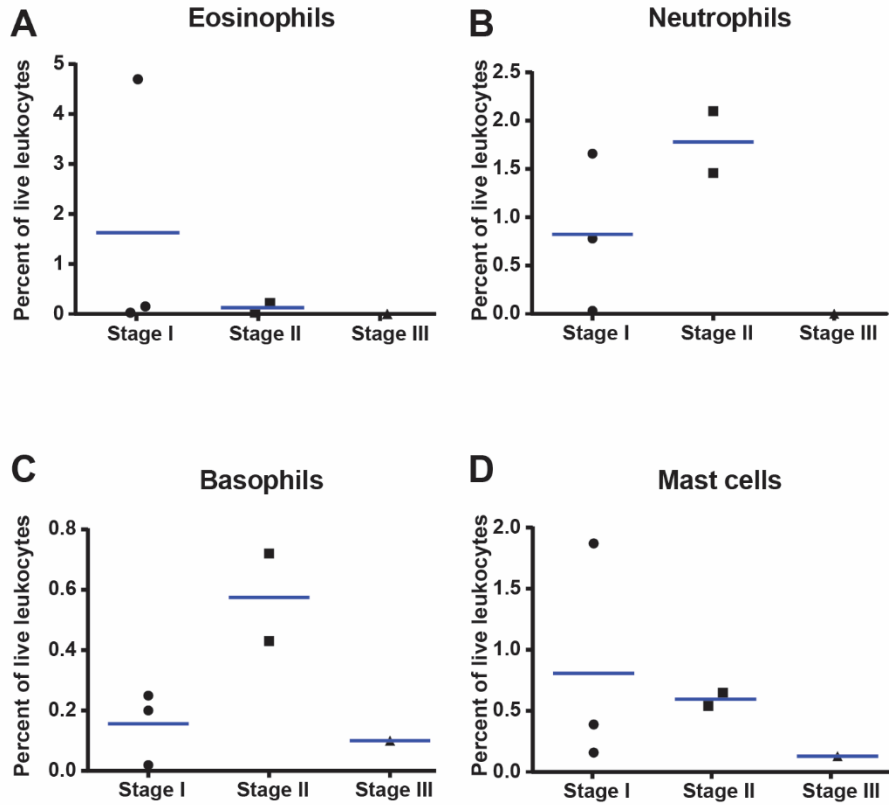 A
Eosinophils
Percent of live leukocytes
5
4
3
2
1
0
Stage I
Stage II
Stage III
B
Neutrophils
Percent of live leukocytes
2.5
2.0
1.5
1.0
0.5
0.0
Stage I
Stage II
Stage III
C
Basophils
Percent of live leukocytes
0.8
0.6
0.4
0.2
0.0
Stage I
Stage II
Stage III
D
Mast cells
Percent of live leukocytes
2.0
1.5
1.0
0.5
0.0
Stage I
Stage II
Stage III